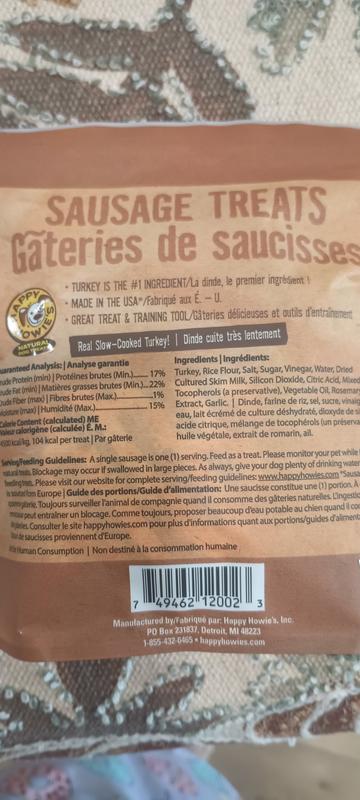 SAUSAGE TREATS
Gâteries de saucisses
• TURKEY IS THE #1 INGREDIENT/La dinde, le premier ingrédient !
• MADE IN THE USA*/Fabriqué aux É. – U.
• GREAT TREAT & TRAINING TOOL/Gâteries délicieuses et outils d'entraînement
HAPPY HOWIE'S
NATURAL
Real Slow-Cooked Turkey! | Dinde cuite très lentement
Guaranteed Analysis: | Analyse garantie
Crude Protein (min) | Protéines brutes (Min.)...... 17%
Crude Fat (min) | Matières grasses brutes (Min.)...22%
Crude Fiber (max) | Fibres brutes (Max.)............1%
Moisture (max) | Humidité (Max.)............15%
Calorie Content (calculated) ME
Valeur calorigène (calculée) É. M.:
kcal/kg, 104 kcal per treat | Par gâterie
Ingredients | Ingrédients:
Turkey, Rice Flour, Salt, Sugar, Vinegar, Water, Dried
Cultured Skim Milk, Silicon Dioxide, Citric Acid, Mixed
Tocopherols (a preservative), Vegetable Oil, Rosemary
Extract, Garlic. | Dinde, farine de riz, sel, sucre,
eau, lait écrémé de culture déshydraté, dioxyde de
acide citrique, mélange de tocophérols (un
huile végétale, extrait de romarin, ail.
Serving/Feeding Guidelines: A single sausage is one (1) serving. Feed as a treat. Please monitor your pet while
treats. Blockage may occur if swallowed in large pieces. As always, give your dog plenty of drinking water
feeding treats. Please visit our website for complete serving/feeding guidelines: www.happyhowies.com
from Europe | Guide des portions/Guide d'alimentation: Une saucisse constitue une (1) portion. À
gâterie. Toujours surveiller l'animal de compagnie quand il consomme des gâteries naturelles.
peut entraîner un blocage. Comme toujours, proposer beaucoup d'eau potable au chien quand il
Consultez le site happyhowies.com pour plus d'informations quant aux portions/guides
de saucisses proviennent d'Europe.
Human Consumption | Non destiné à la consommation humaine
7 49462 12002 3
Manufactured by/Fabriqué par: Happy Howie's, Inc.
PO Box 231837, Detroit, MI 48223
1-855-432-6465 • happyhowies.com